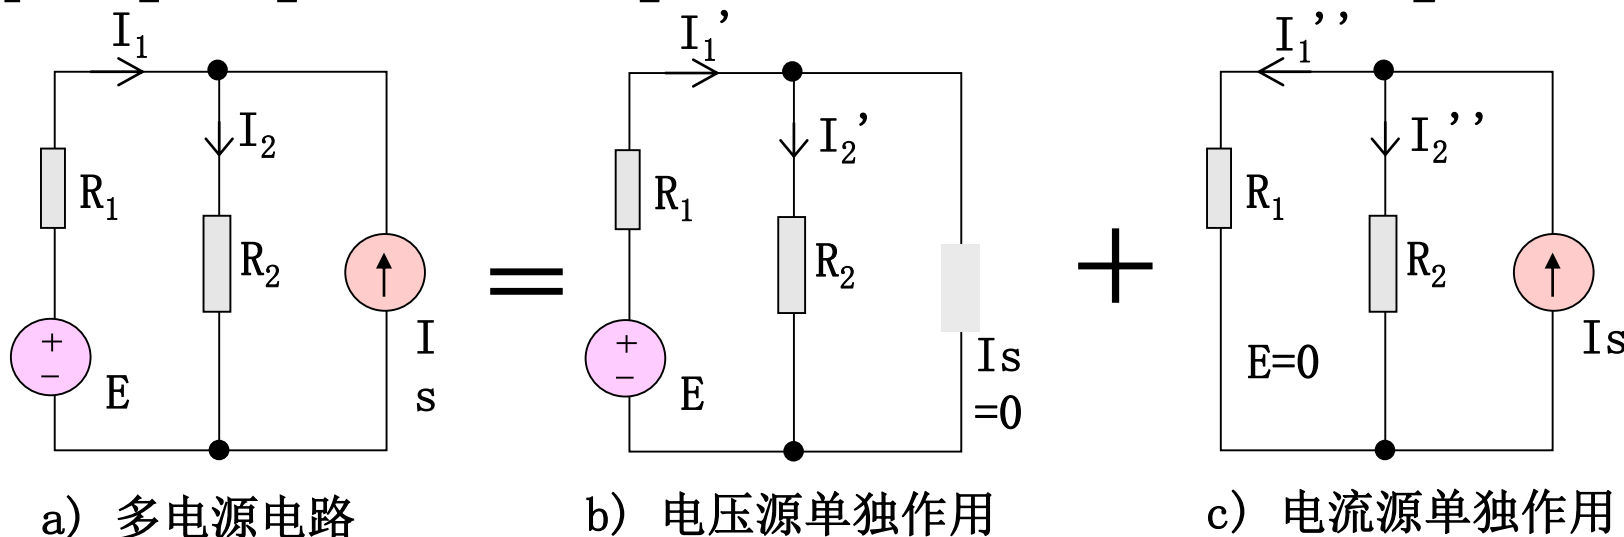 I₁
I₂
R₁
R₂
+
−
E
I
s
a) 多电源电路
=
I₁'
I₂'
R₁
R₂
+
−
E
Is
=0
b) 电压源单独作用
+
I₁''
I₂''
R₁
R₂
E=0
Is
c) 电流源单独作用